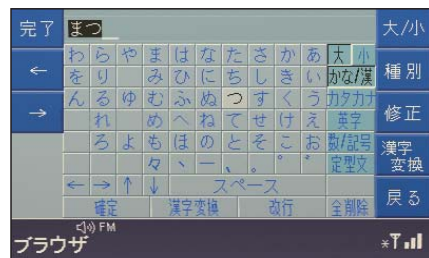 完了 まつ 大/小
わ ら や ま は な た さ か あ 大 小
← を り み ひ に ち し き い かな/漢 種別
ん る ゆ む ふ ぬ つ す く う カタカナ
→ れ め へ ね て せ け え 英字 修正
ろ よ も ほ の と そ こ お 数/記号 漢字
々 ヽ ー 、 。 ゛ ゜ 定型文 変換
← → ↑ ↓ スペース
確定 漢字変換 改行 全削除 戻る
FM
ブラウザ